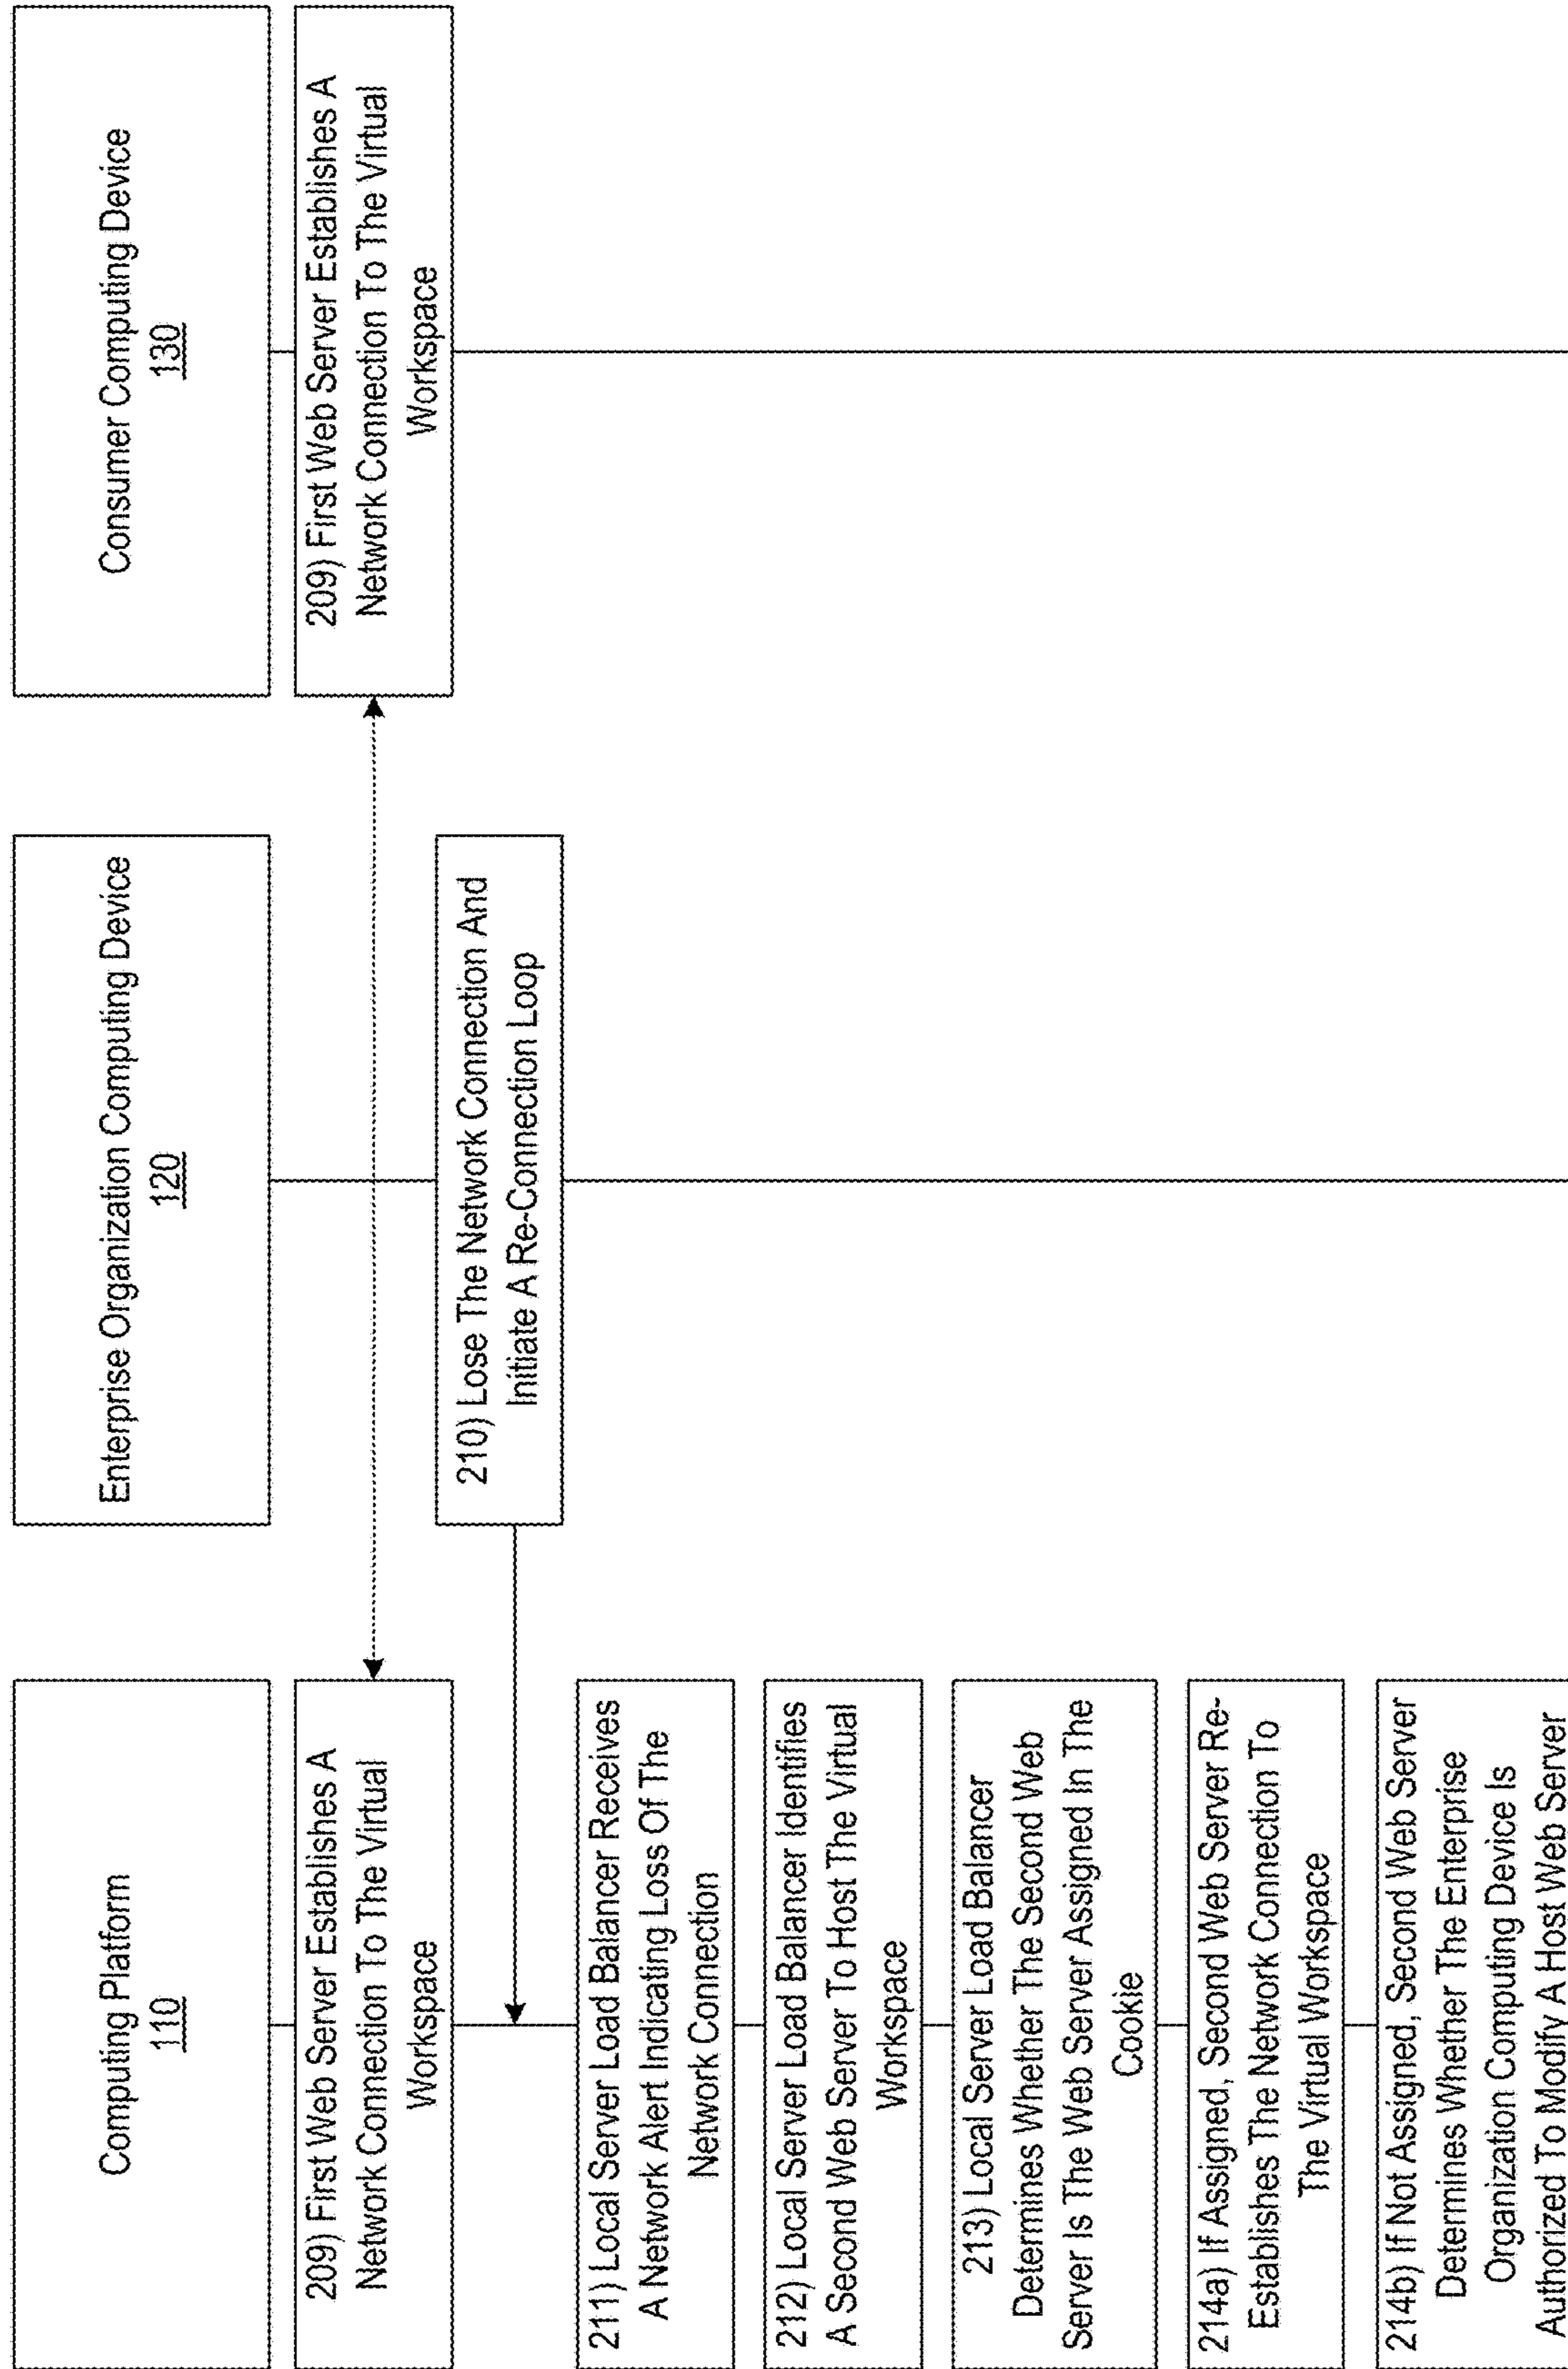 Computing Platform
110
Enterprise Organization Computing Device
120
Consumer Computing Device
130
209) First Web Server Establishes A
Network Connection To The Virtual
Workspace
209) First Web Server Establishes A
Network Connection To The Virtual
Workspace
210) Lose The Network Connection And
Initiate A Re-Connection Loop
211) Local Server Load Balancer Receives
A Network Alert Indicating Loss Of The
Network Connection
212) Local Server Load Balancer Identifies
A Second Web Server To Host The Virtual
Workspace
213) Local Server Load Balancer
Determines Whether The Second Web
Server Is The Web Server Assigned In The
Cookie
214a) If Assigned, Second Web Server Re-
Establishes The Network Connection To
The Virtual Workspace
214b) If Not Assigned, Second Web Server
Determines Whether The Enterprise
Organization Computing Device Is
Authorized To Modify A Host Web Server